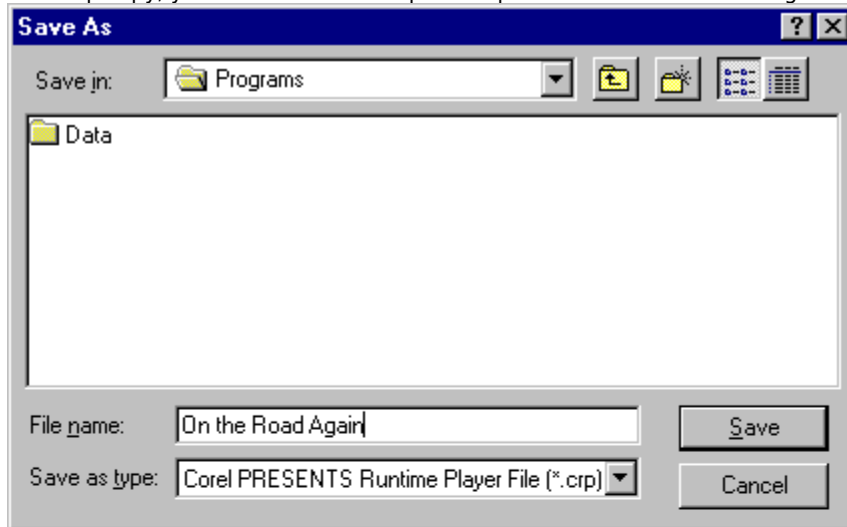 Save As
Save in: Programs
Data
File name: On the Road Again Save
Save as type: Corel PRESENTS Runtime Player File (*.crp) Cancel